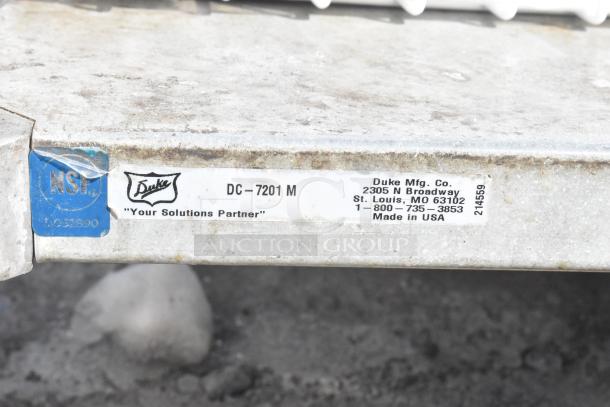 NSF
Duke
"Your Solutions Partner"
DC-7201 M
Duke Mfg. Co.
2305 N Broadway
St. Louis, MO 63102
1-800-735-3853
Made in USA
214559
PCI
AUCTION GROUP